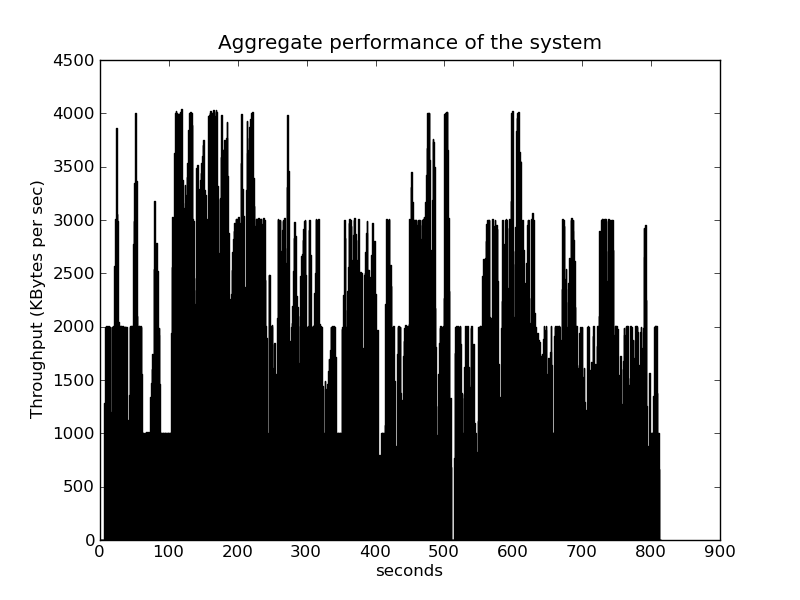 Aggregate performance of the system
4500
4000
3500
3000
2500
2000
1500
1000
500
0
Throughput (KBytes per sec)
0 100 200 300 400 500 600 700 800 900
seconds